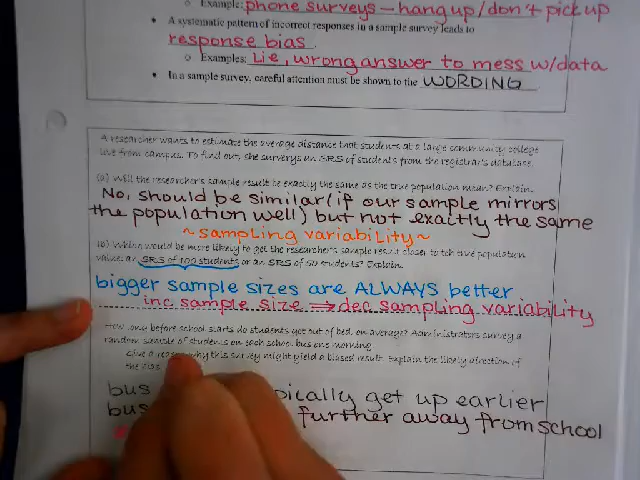 o Example: phone surveys - hang up/don't pick up
• A systematic pattern of incorrect responses in a sample survey leads to
response bias.
o Examples: Lie, wrong answer to mess w/data
• In a sample survey, careful attention must be shown to the WORDING.
A researcher wants to estimate the average distance that students at a large community college
live from campus. To find out, she surveys an SRS of students from the registrar's database.
(a) Will the researcher's sample result be exactly the same as the true population mean? Explain.
No, should be similar (if our sample mirrors
the population well) but not exactly the same
~sampling variability~
(b) Which would be more likely to get the researcher's sample result closer to the true population
value: an SRS of 100 students or an SRS of 50 students? Explain.
bigger sample sizes are ALWAYS better
inc sample size ⟹ dec sampling variability
How long before school starts do students get out of bed, on average? Administrators survey a
random sample of students on each school bus one morning.
Give a reason why this survey might yield a biased result. Explain the likely direction of
the bias.
bus get up earlier
bus further away from school